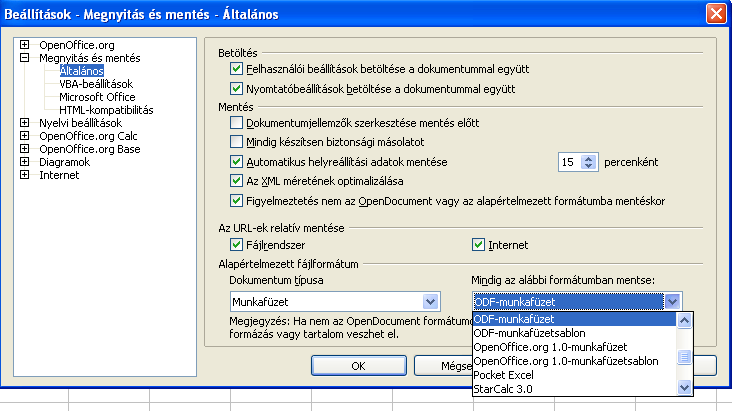 Beállítások - Megnyitás és mentés - Általános
OpenOffice.org
Megnyitás és mentés
Általános
VBA-beállítások
Microsoft Office
HTML-kompatibilitás
Nyelvi beállítások
OpenOffice.org Calc
OpenOffice.org Base
Diagramok
Internet
Betöltés
Felhasználói beállítások betöltése a dokumentummal együtt
Nyomtatóbeállítások betöltése a dokumentummal együtt
Mentés
Dokumentumjellemzők szerkesztése mentés előtt
Mindig készítsen biztonsági másolatot
Automatikus helyreállítási adatok mentése 15 percenként
Az XML méretének optimalizálása
Figyelmeztetés nem az OpenDocument vagy az alapértelmezett formátumba mentéskor
Az URL-ek relatív mentése
Fájlrendszer Internet
Alapértelmezett fájlformátum
Dokumentum típusa Mindig az alábbi formátumban mentse:
Munkafüzet ODF-munkafüzet
Megjegyzés: Ha nem az OpenDocument formátumo
formázás vagy tartalom veszhet el.
ODF-munkafüzet
ODF-munkafüzetsablon
OpenOffice.org 1.0-munkafüzet
OpenOffice.org 1.0-munkafüzetsablon
Pocket Excel
StarCalc 3.0
OK Mégse